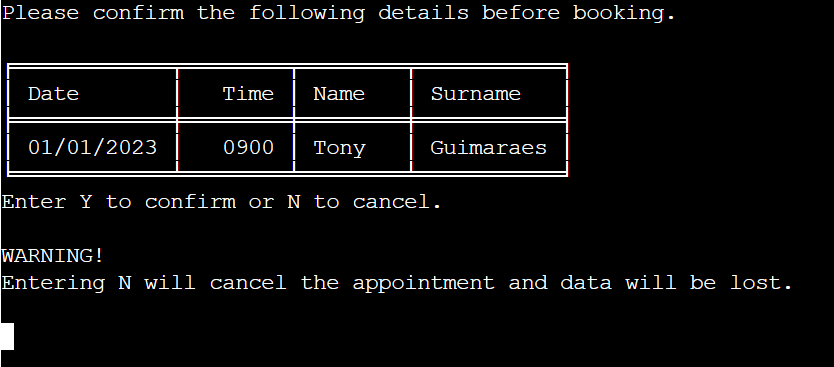 Please confirm the following details before booking.
Date Time Name Surname
01/01/2023 0900 Tony Guimaraes
Enter Y to confirm or N to cancel.
WARNING!
Entering N will cancel the appointment and data will be lost.